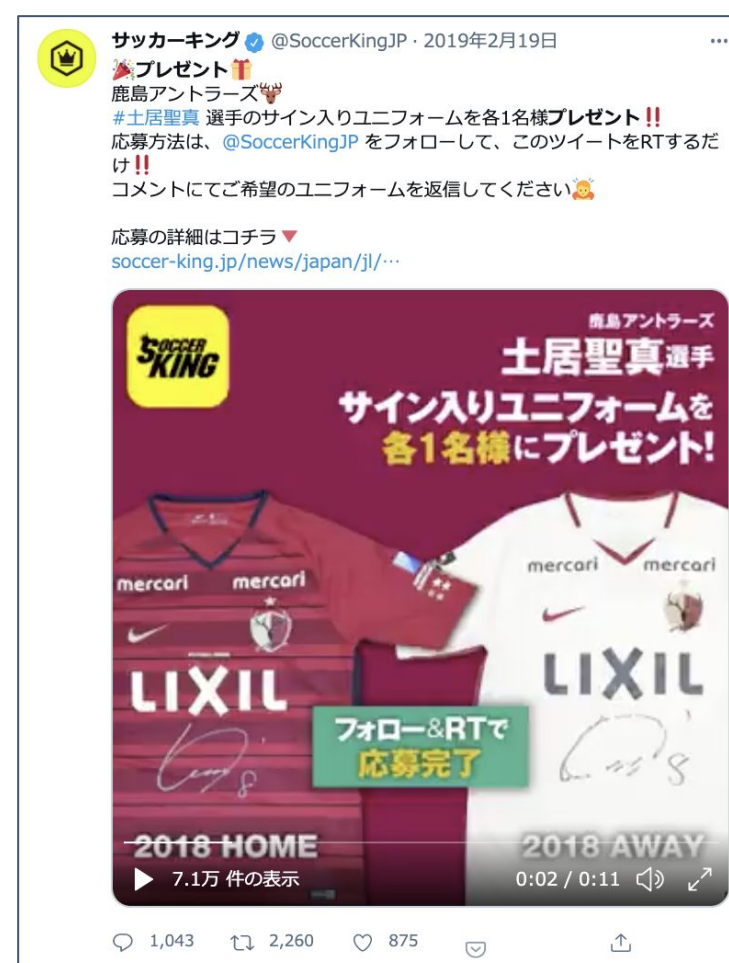 サッカーキング @SoccerKingJP · 2019年2月19日
🎉プレゼント🎁
鹿島アントラーズ🦌
#土居聖真 選手のサイン入りユニフォームを各1名様プレゼント‼️
応募方法は、@SoccerKingJP をフォローして、このツイートをRTするだ
け‼️
コメントにてご希望のユニフォームを返信してください🙇
応募の詳細はコチラ🔻
soccer-king.jp/news/japan/jl/…
SOCCER
KING
鹿島アントラーズ
土居聖真選手
サイン入りユニフォームを
各1名様にプレゼント!
mercari mercari
mercari mercari
LIXIL
LIXIL
フォロー&RTで
応募完了
2018 HOME
2018 AWAY
7.1万 件の表示
0:02 / 0:11
1,043 2,260 875